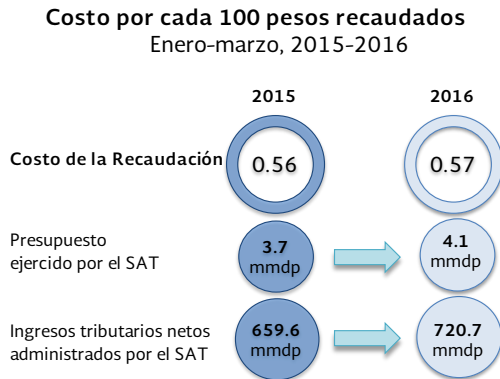 Costo por cada 100 pesos recaudados
Enero-marzo, 2015-2016
2015 2016
Costo de la Recaudación 0.56 0.57
Presupuesto
ejercido por el SAT
3.7
mmdp
4.1
mmdp
Ingresos tributarios netos
administrados por el SAT
659.6
mmdp
720.7
mmdp